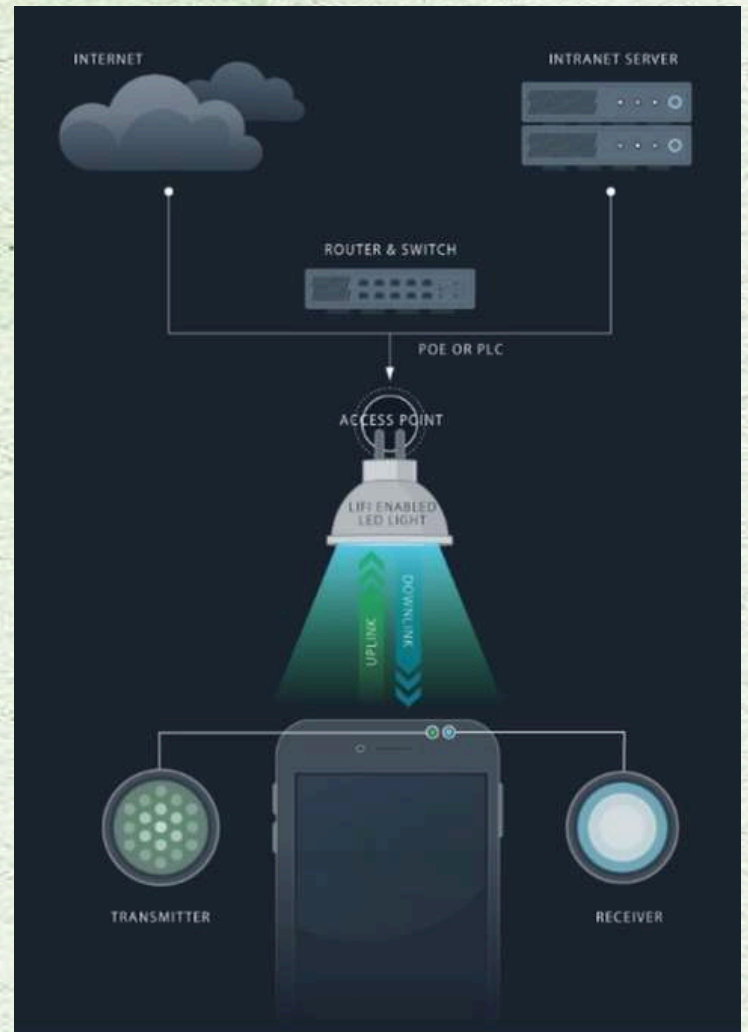 INTERNET
INTRANET SERVER
ROUTER & SWITCH
POE OR PLC
ACCESS POINT
LIFI ENABLED
LED LIGHT
UPLINK
DOWNLINK
TRANSMITTER
RECEIVER